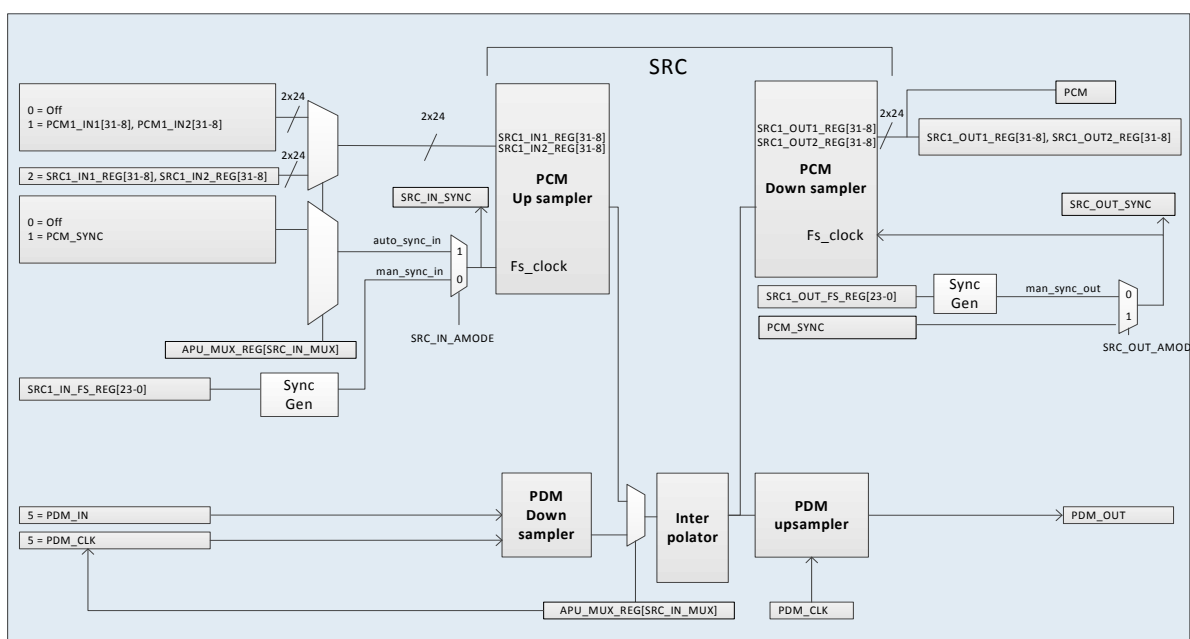 SRC
2x24
0 = Off
1 = PCM1_IN1[31-8], PCM1_IN2[31-8]
2x24
2 = SRC1_IN1_REG[31-8], SRC1_IN2_REG[31-8]
0 = Off
1 = PCM_SYNC
2x24
SRC1_IN1_REG[31-8]
SRC1_IN2_REG[31-8]
PCM
Up sampler
Fs_clock
SRC_IN_SYNC
auto_sync_in
man_sync_in
1
0
SRC_IN_AMODE
APU_MUX_REG[SRC_IN_MUX]
SRC1_IN_FS_REG[23-0]
Sync
Gen
SRC1_OUT1_REG[31-8]
SRC1_OUT2_REG[31-8]
PCM
Down sampler
Fs_clock
2x24
PCM
SRC1_OUT1_REG[31-8], SRC1_OUT2_REG[31-8]
SRC_OUT_SYNC
SRC1_OUT_FS_REG[23-0]
Sync
Gen
man_sync_out
0
1
PCM_SYNC
SRC_OUT_AMOD
5 = PDM_IN
5 = PDM_CLK
PDM
Down
sampler
Inter
polator
PDM
upsampler
PDM_OUT
APU_MUX_REG[SRC_IN_MUX]
PDM_CLK